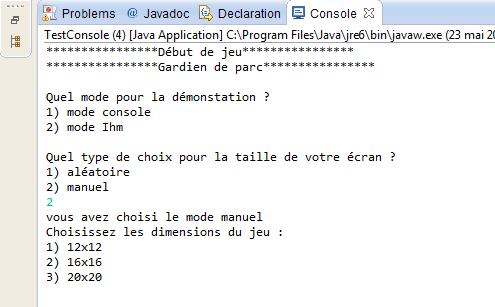 Problems @ Javadoc Declaration Console
TestConsole (4) [Java Application] C:\Program Files\Java\jre6\bin\javaw.exe (23 mai 20
****************Début de jeu****************
****************Gardien de parc****************
Quel mode pour la démonstation ?
1) mode console
2) mode Ihm
Quel type de choix pour la taille de votre écran ?
1) aléatoire
2) manuel
2
vous avez choisi le mode manuel
Choisissez les dimensions du jeu :
1) 12x12
2) 16x16
3) 20x20